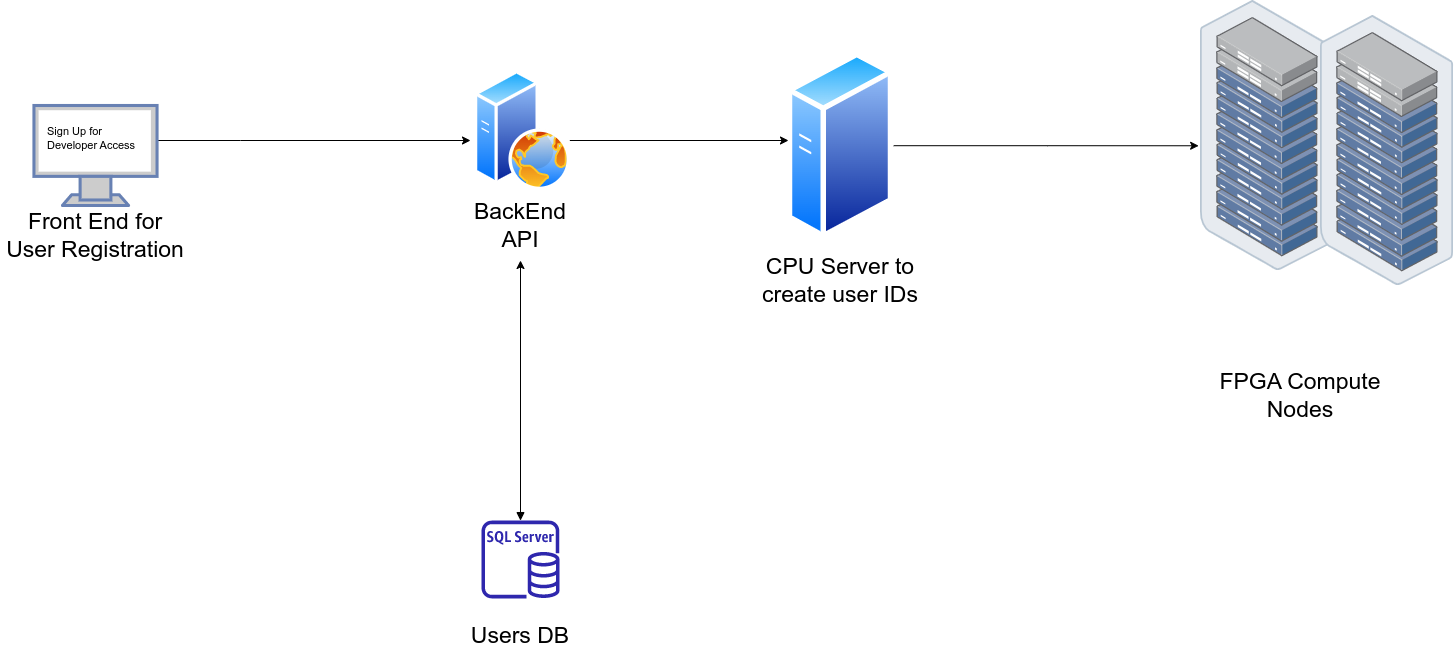 Sign Up for
Developer Access
Front End for
User Registration
BackEnd
API
CPU Server to
create user IDs
FPGA Compute
Nodes
SQL Server
Users DB